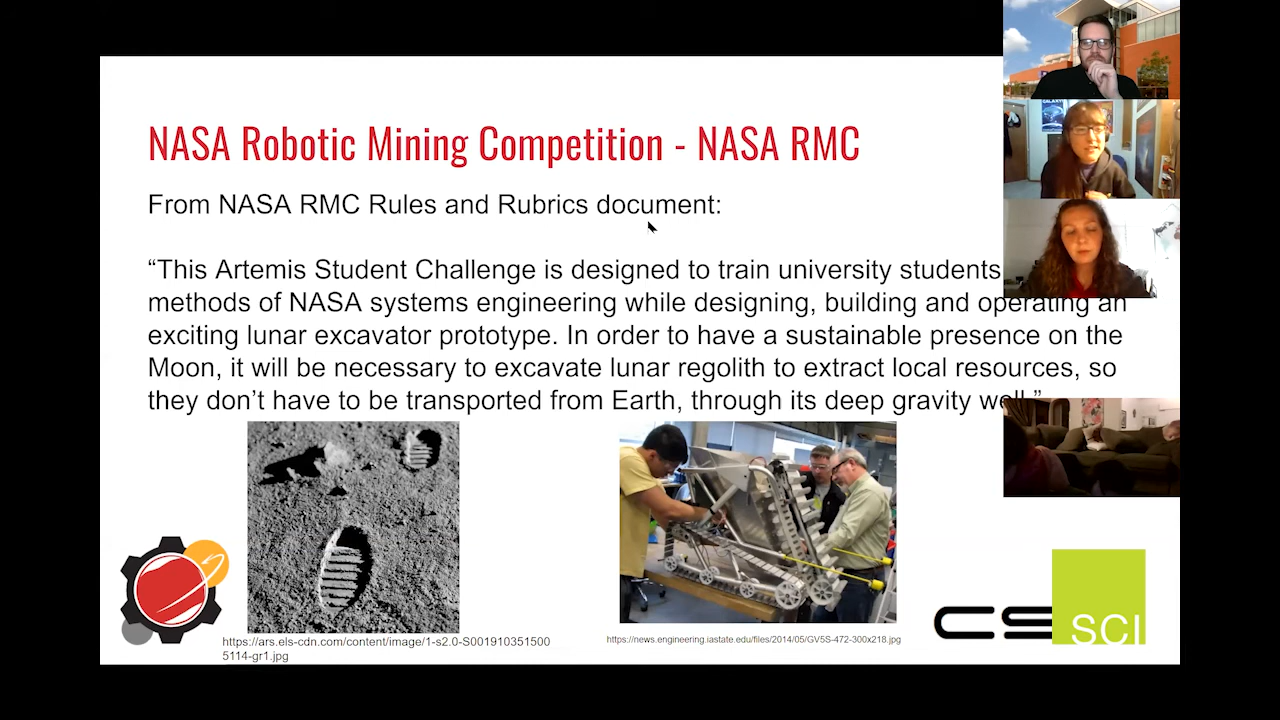 NASA Robotic Mining Competition - NASA RMC
From NASA RMC Rules and Rubrics document:
“This Artemis Student Challenge is designed to train university students
methods of NASA systems engineering while designing, building and operating an
exciting lunar excavator prototype. In order to have a sustainable presence on the
Moon, it will be necessary to excavate lunar regolith to extract local resources, so
they don’t have to be transported from Earth, through its deep gravity well.”
https://ars.els-cdn.com/content/image/1-s2.0-S001910351500
5114-gr1.jpg
https://news.engineering.iastate.edu/files/2014/05/GV5S-472-300x218.jpg
CS SCI